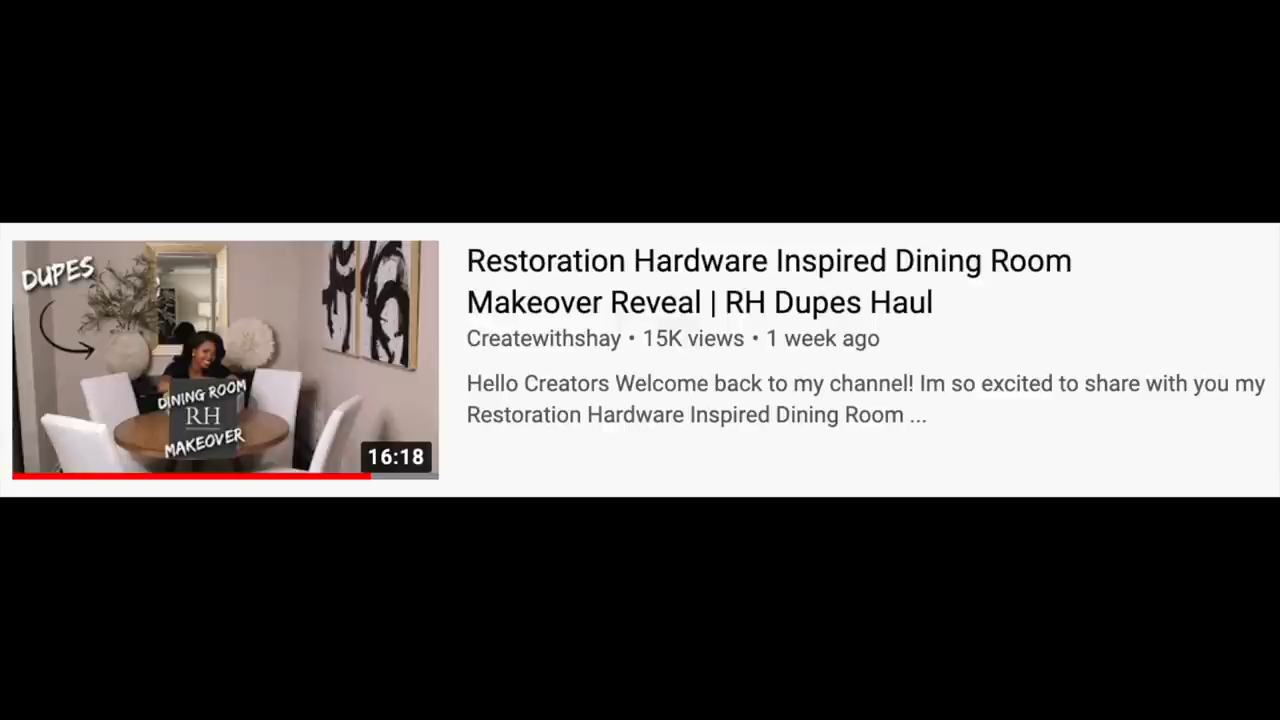 DUPES
DINING ROOM
RH
MAKEOVER
16:18
Restoration Hardware Inspired Dining Room
Makeover Reveal | RH Dupes Haul
Createwithshay • 15K views • 1 week ago
Hello Creators Welcome back to my channel! Im so excited to share with you my
Restoration Hardware Inspired Dining Room ...